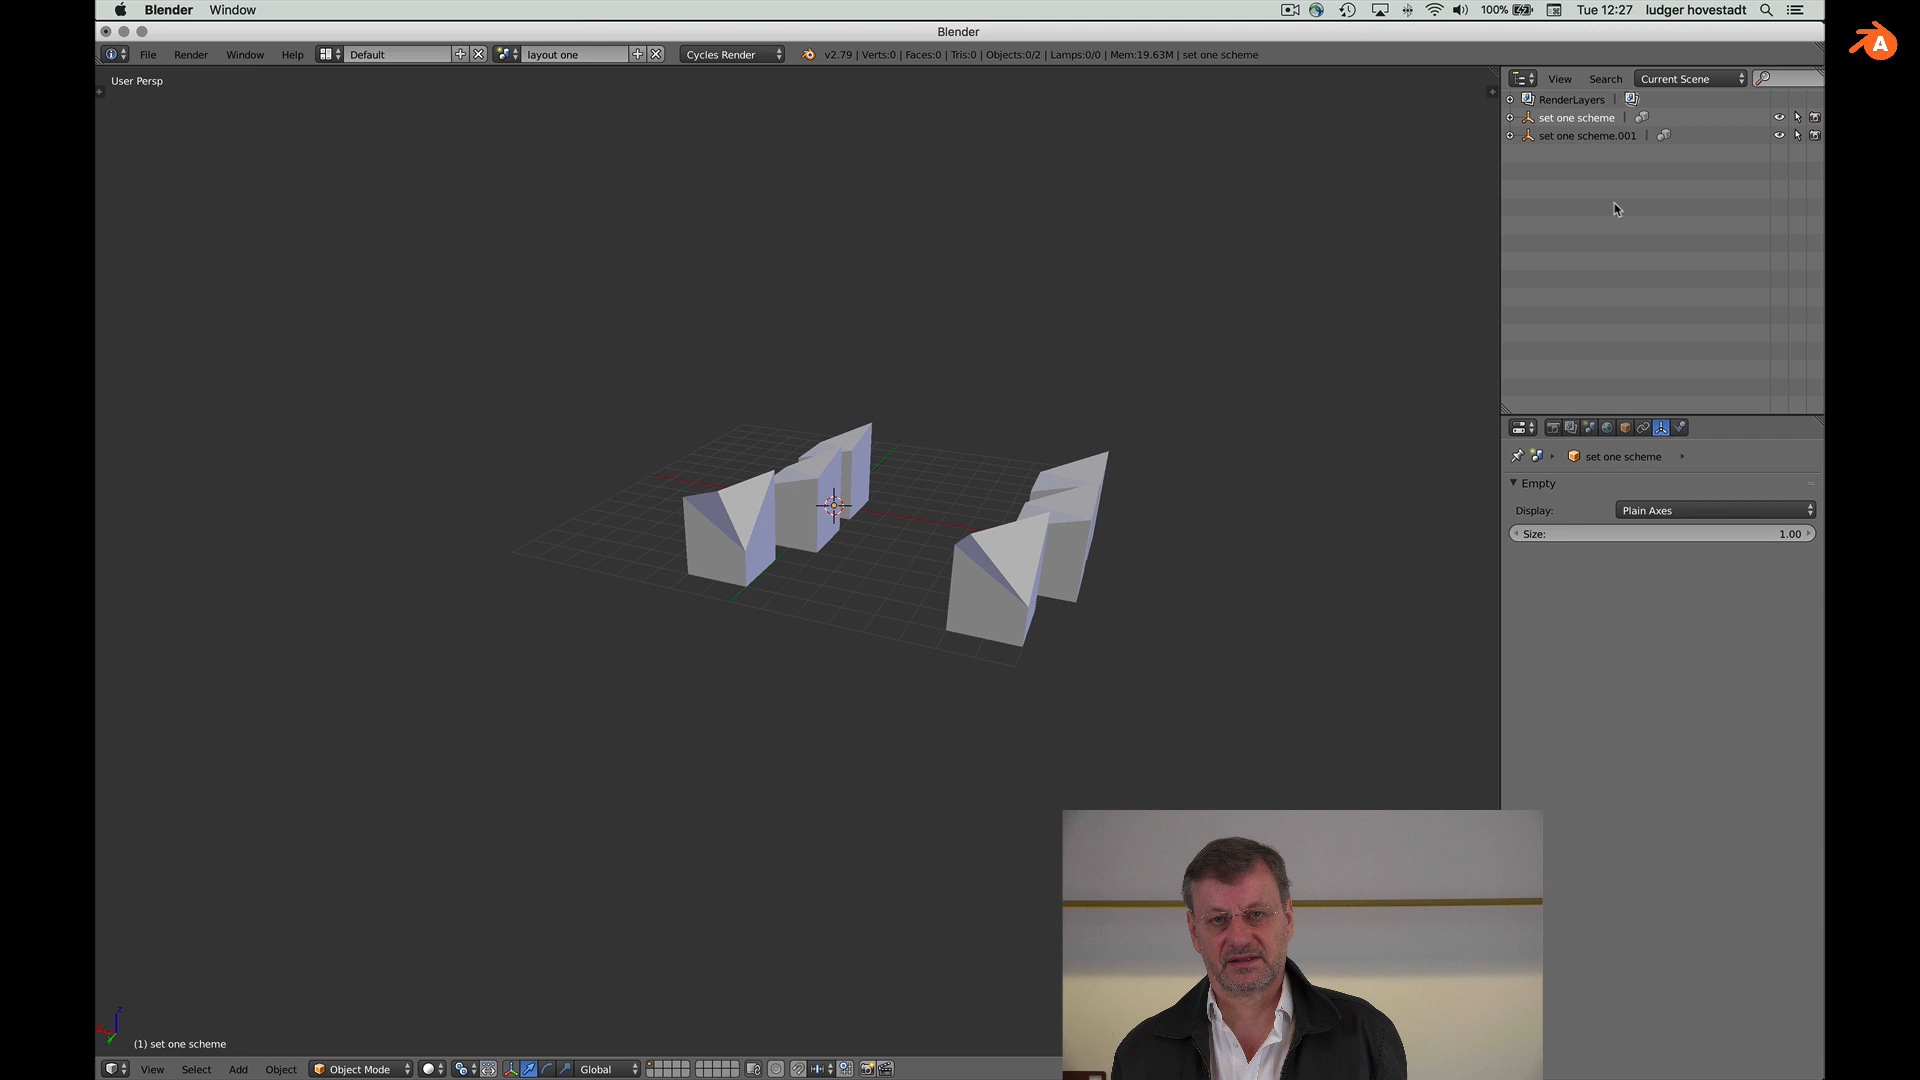 Blender Window
100% Tue 12:27 ludger hovestadt
Blender
File Render Window Help Default layout one Cycles Render v2.79 | Verts:0 | Faces:0 | Tris:0 | Objects:0/2 | Lamps:0/0 | Mem:19.63M | set one scheme
User Persp
View Search Current Scene
RenderLayers |
set one scheme |
set one scheme.001 |
set one scheme
Empty
Display: Plain Axes
Size: 1.00
z
(1) set one scheme
View Select Add Object Object Mode Global
A